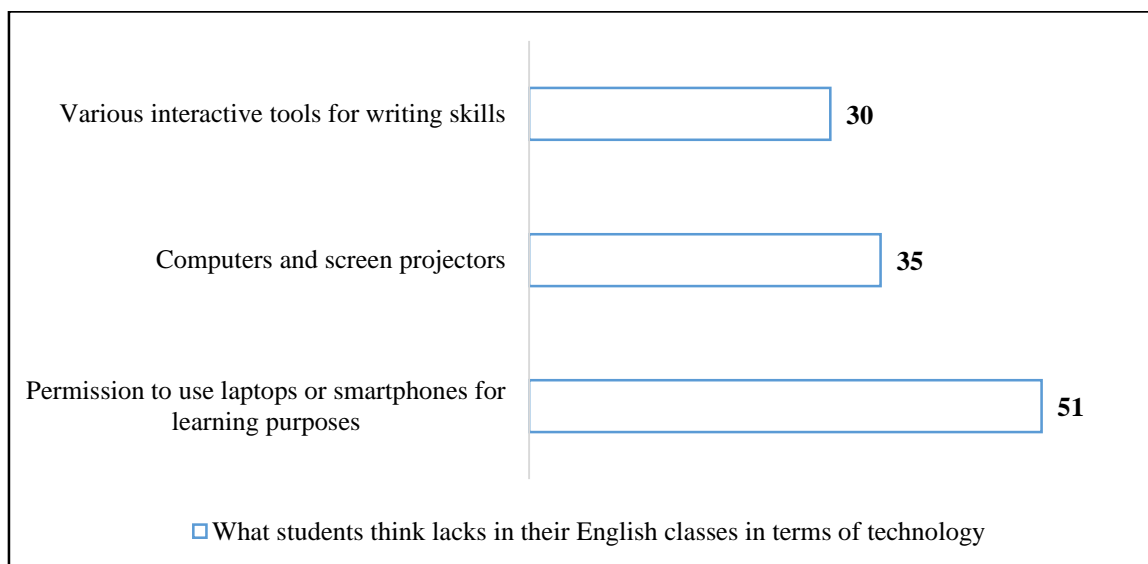 Various interactive tools for writing skills
30
Computers and screen projectors
35
Permission to use laptops or smartphones for
learning purposes
51
What students think lacks in their English classes in terms of technology